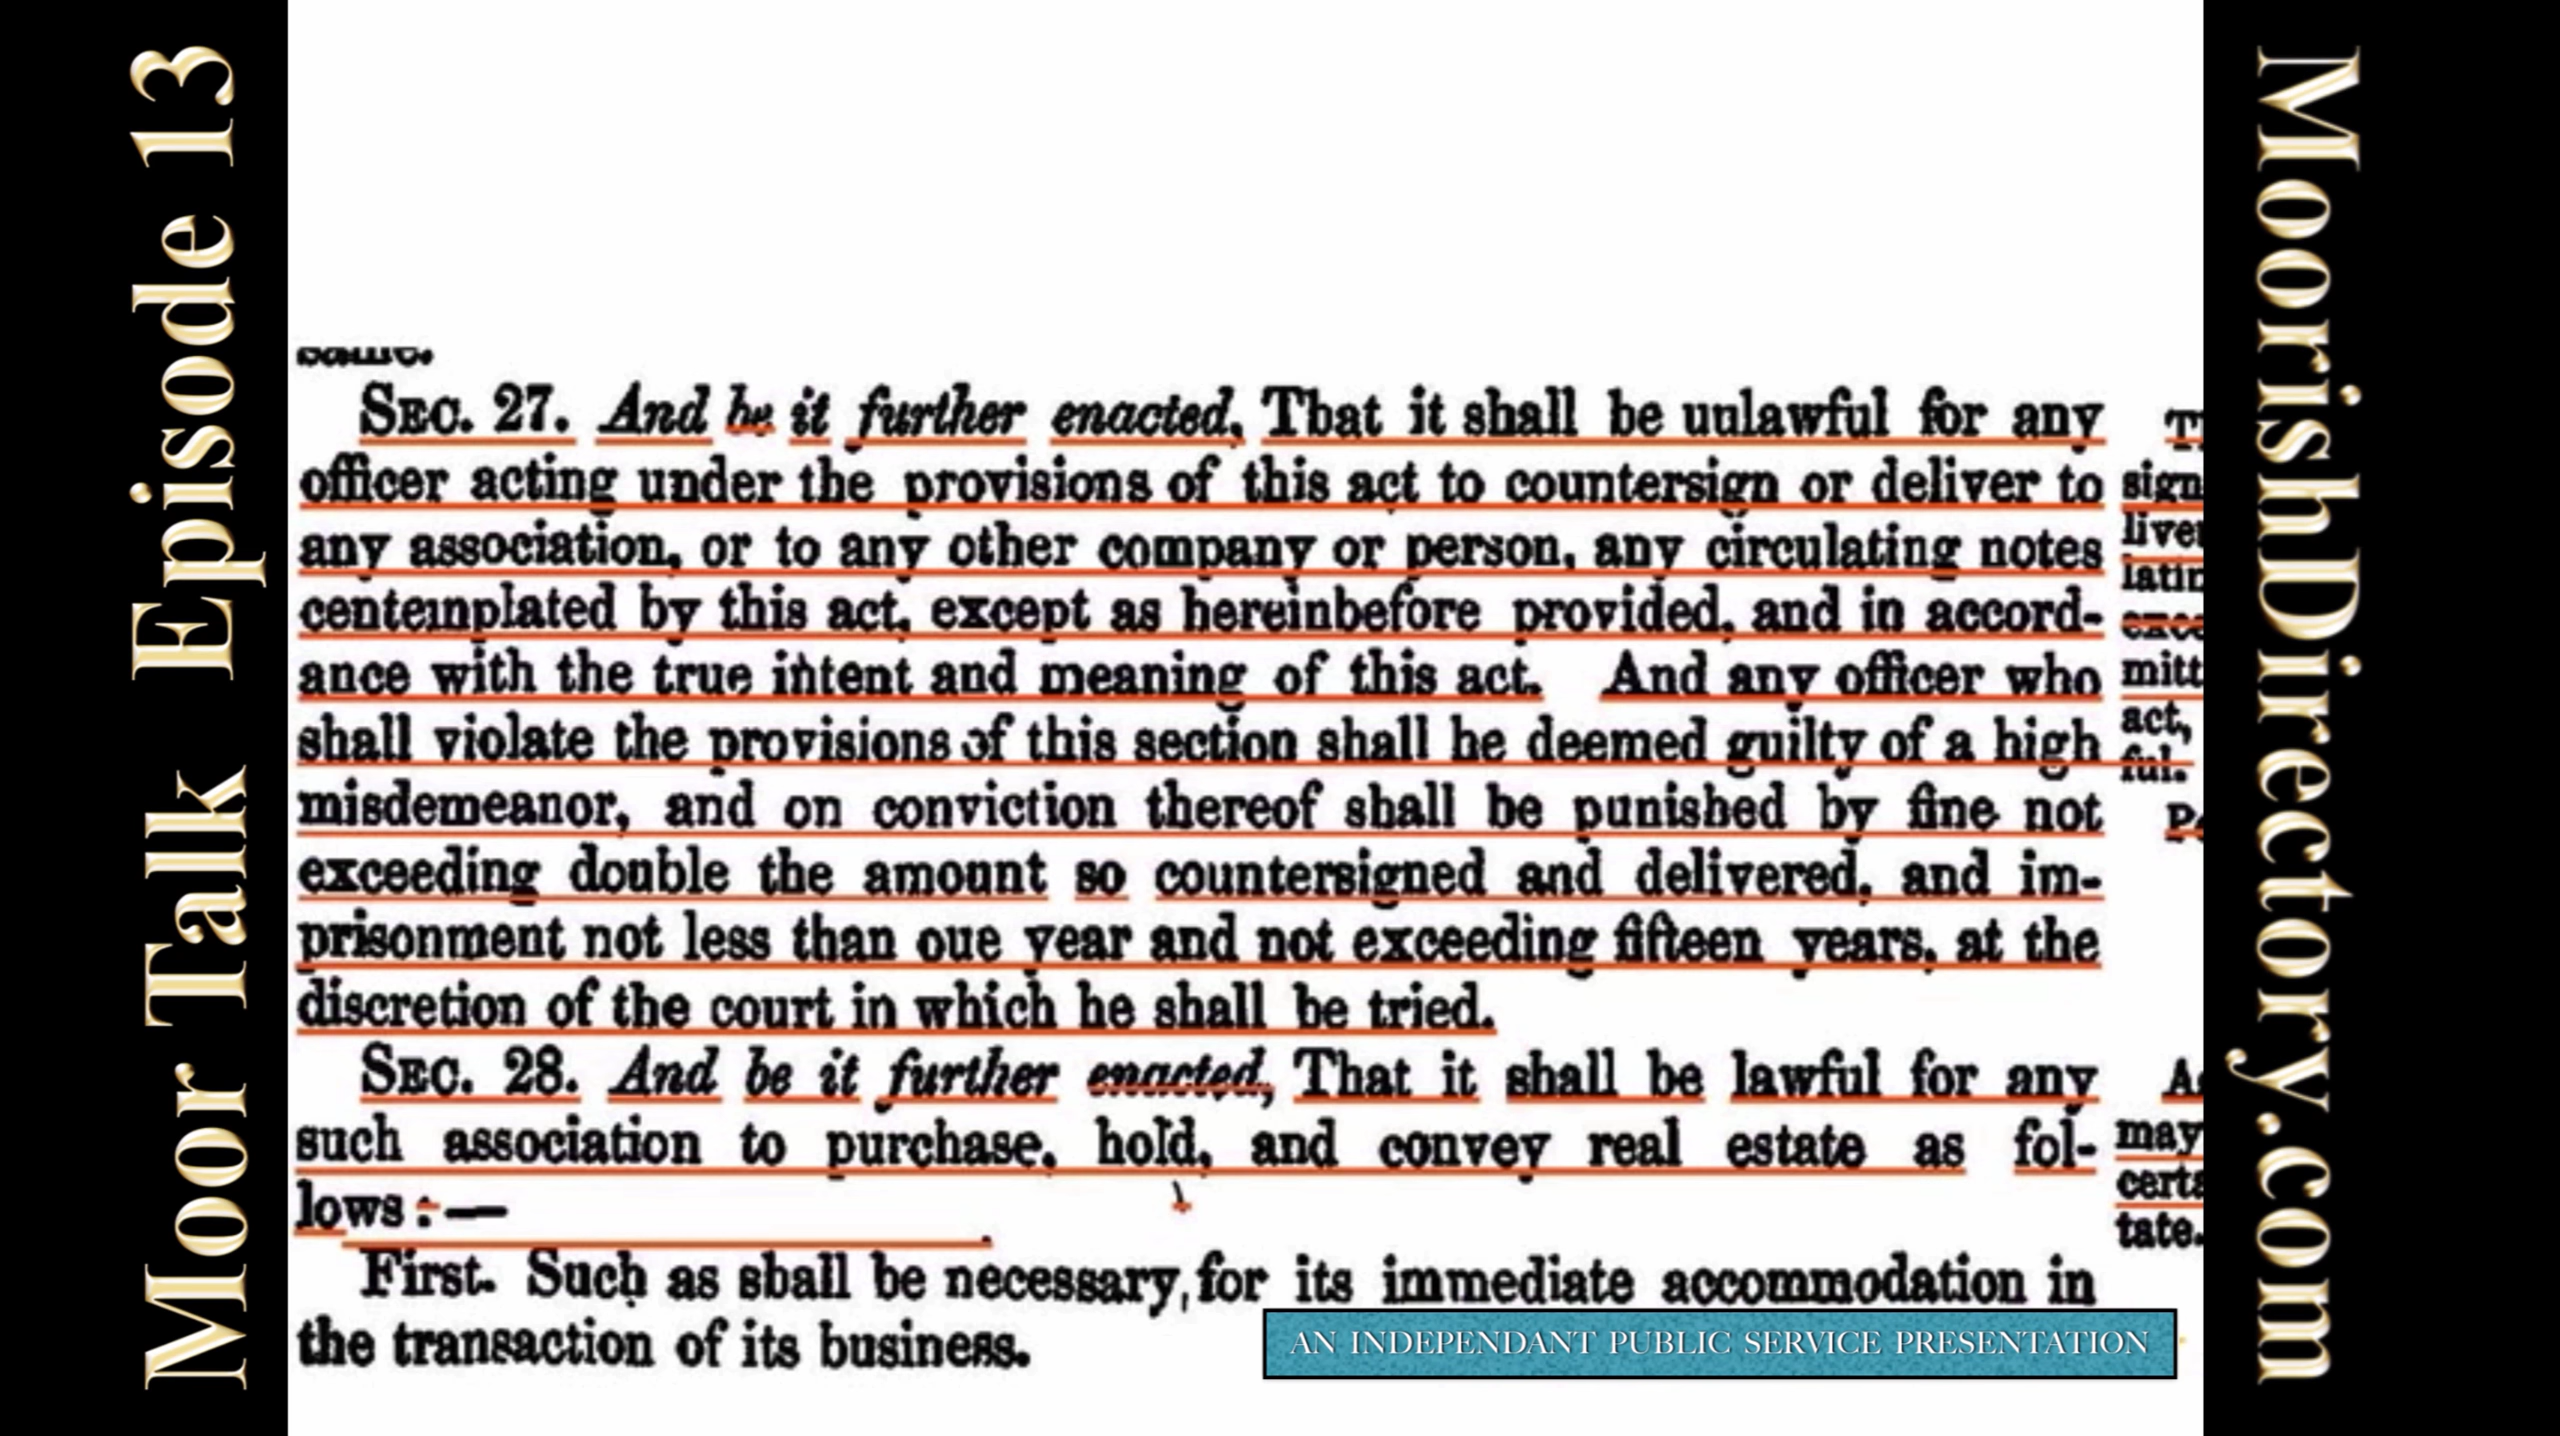 Moor Talk Episode 13
same.
SEC. 27. And be it further enacted, That it shall be unlawful for any
officer acting under the provisions of this act to countersign or deliver to
any association, or to any other company or person, any circulating notes
contemplated by this act, except as hereinbefore provided, and in accord-
ance with the true intent and meaning of this act. And any officer who
shall violate the provisions of this section shall be deemed guilty of a high
misdemeanor, and on conviction thereof shall be punished by fine not
exceeding double the amount so countersigned and delivered, and im-
prisonment not less than one year and not exceeding fifteen years, at the
discretion of the court in which he shall be tried.
SEC. 28. And be it further enacted, That it shall be lawful for any
such association to purchase, hold, and convey real estate as fol-
lows:—
First. Such as shall be necessary for its immediate accommodation in
the transaction of its business.
sign
act,
ful.
may
tate.
AN INDEPENDANT PUBLIC SERVICE PRESENTATION
MoorishDirectory.com